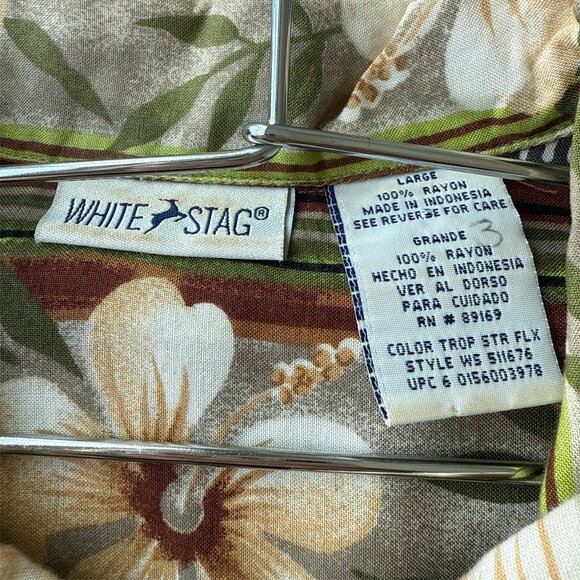 WHITE STAG®
LARGE
100% RAYON
MADE IN INDONESIA
SEE REVERSE FOR CARE
GRANDE 3
100% RAYON
HECHO EN INDONESIA
VER AL DORSO
PARA CUIDADO
RN # 89169
COLOR TROP STR FLX
STYLE WS 511676
UPC 6 0156003978